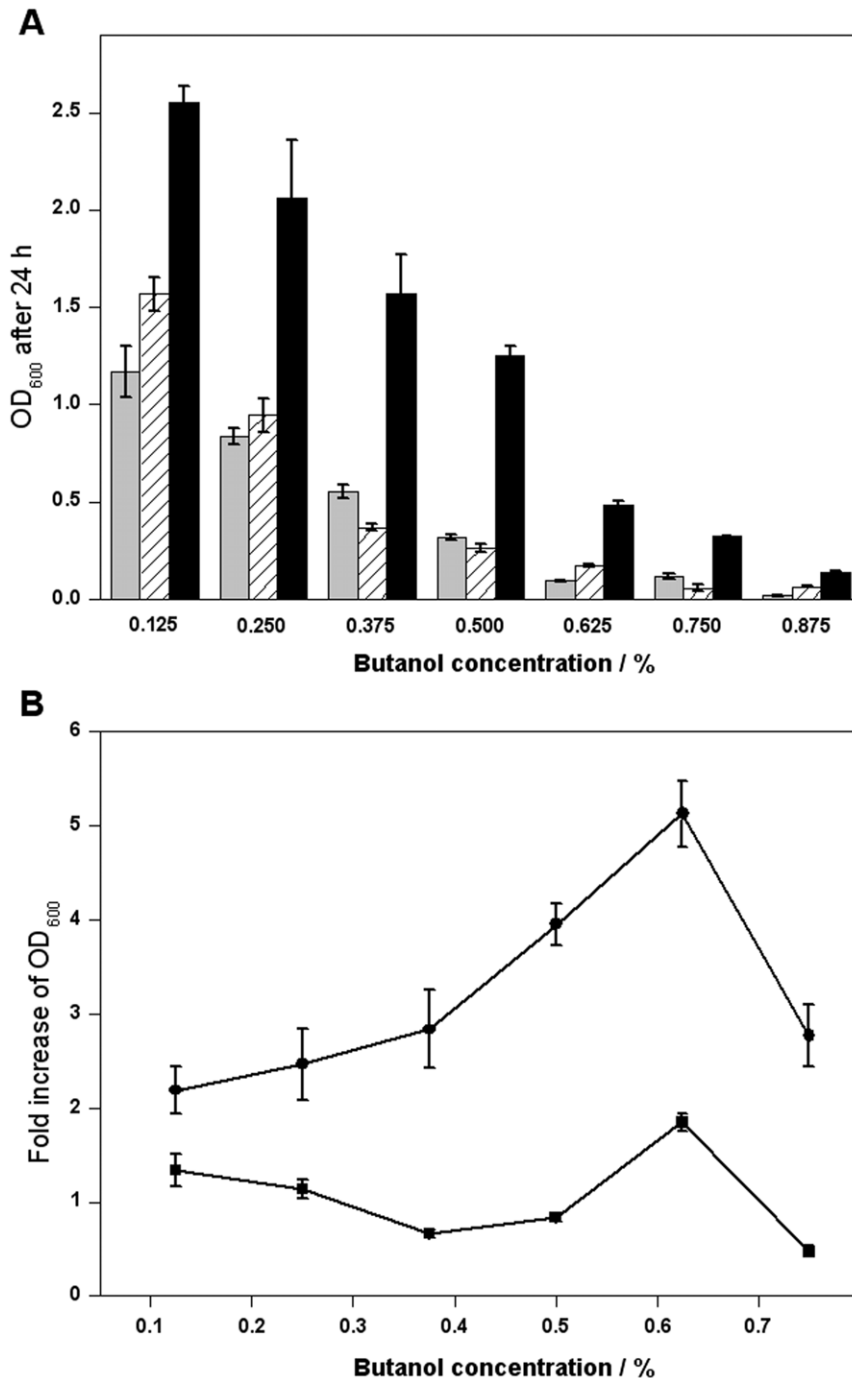 A
OD600 after 24 h
2.5
2.0
1.5
1.0
0.5
0.0
0.125 0.250 0.375 0.500 0.625 0.750 0.875
Butanol concentration / %
B
Fold increase of OD600
6
5
4
3
2
1
0
0.1 0.2 0.3 0.4 0.5 0.6 0.7
Butanol concentration / %